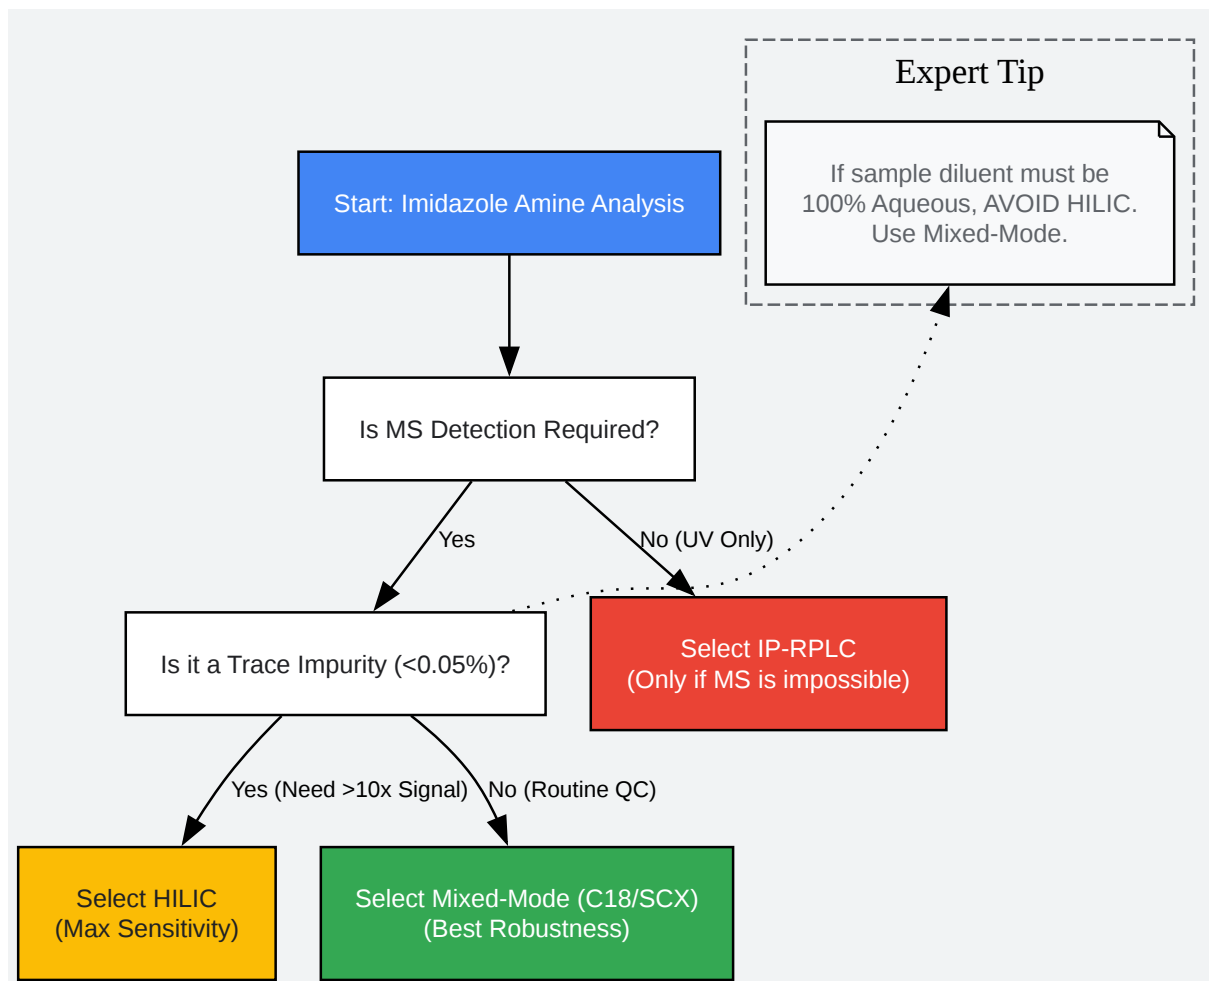 Expert Tip
If sample diluent must be
100% Aqueous, AVOID HILIC.
Use Mixed-Mode.
Start: Imidazole Amine Analysis
Is MS Detection Required?
Yes
No (UV Only)
Is it a Trace Impurity (<0.05%)?
Select IP-RPLC
(Only if MS is impossible)
Yes (Need >10x Signal)
No (Routine QC)
Select HILIC
(Max Sensitivity)
Select Mixed-Mode (C18/SCX)
(Best Robustness)